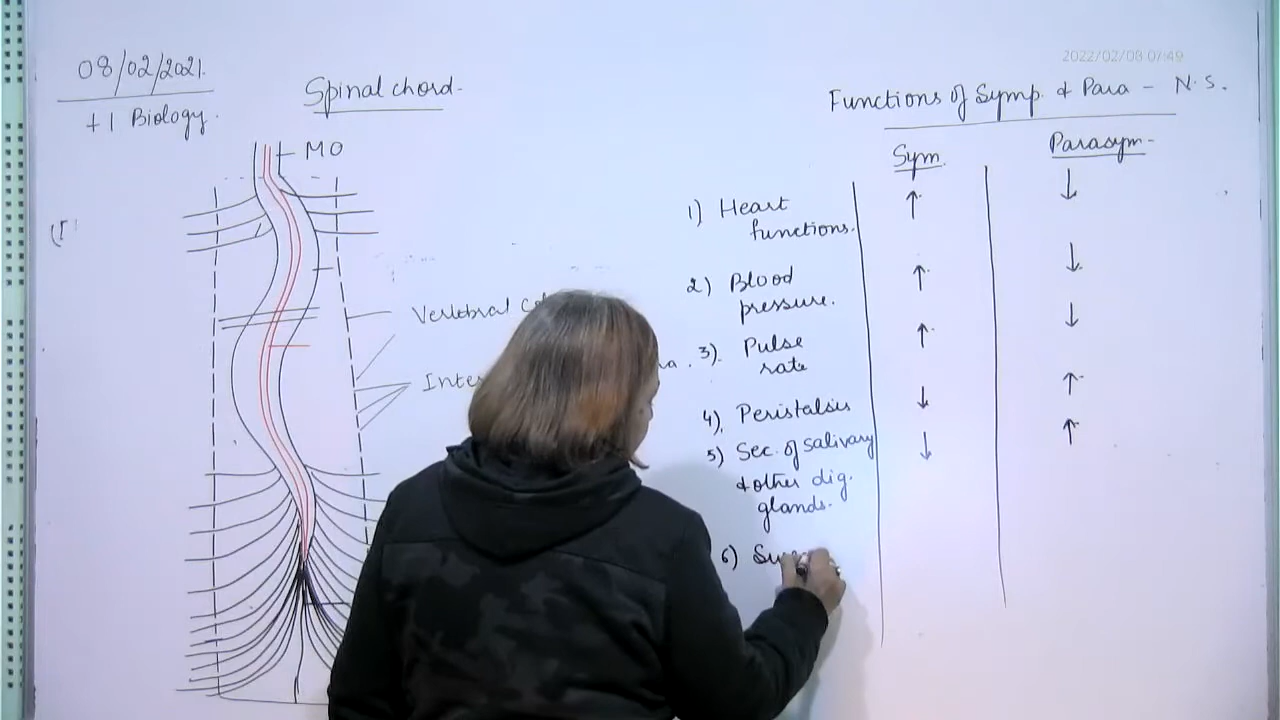 08/02/2021.
+1 Biology.
Spinal chord.
MO
Vertebral
2022/02/08 07:49
Functions of Symp. & Para - N.S.
Sym.
Parasym-
1) Heart functions. ↑ ↓
2) Blood pressure. ↑ ↓
3). Pulse rate ↑ ↓
4), Peristalsis ↓ ↑
5) Sec. of salivary ↓ ↑
& other dig.
glands.
6)